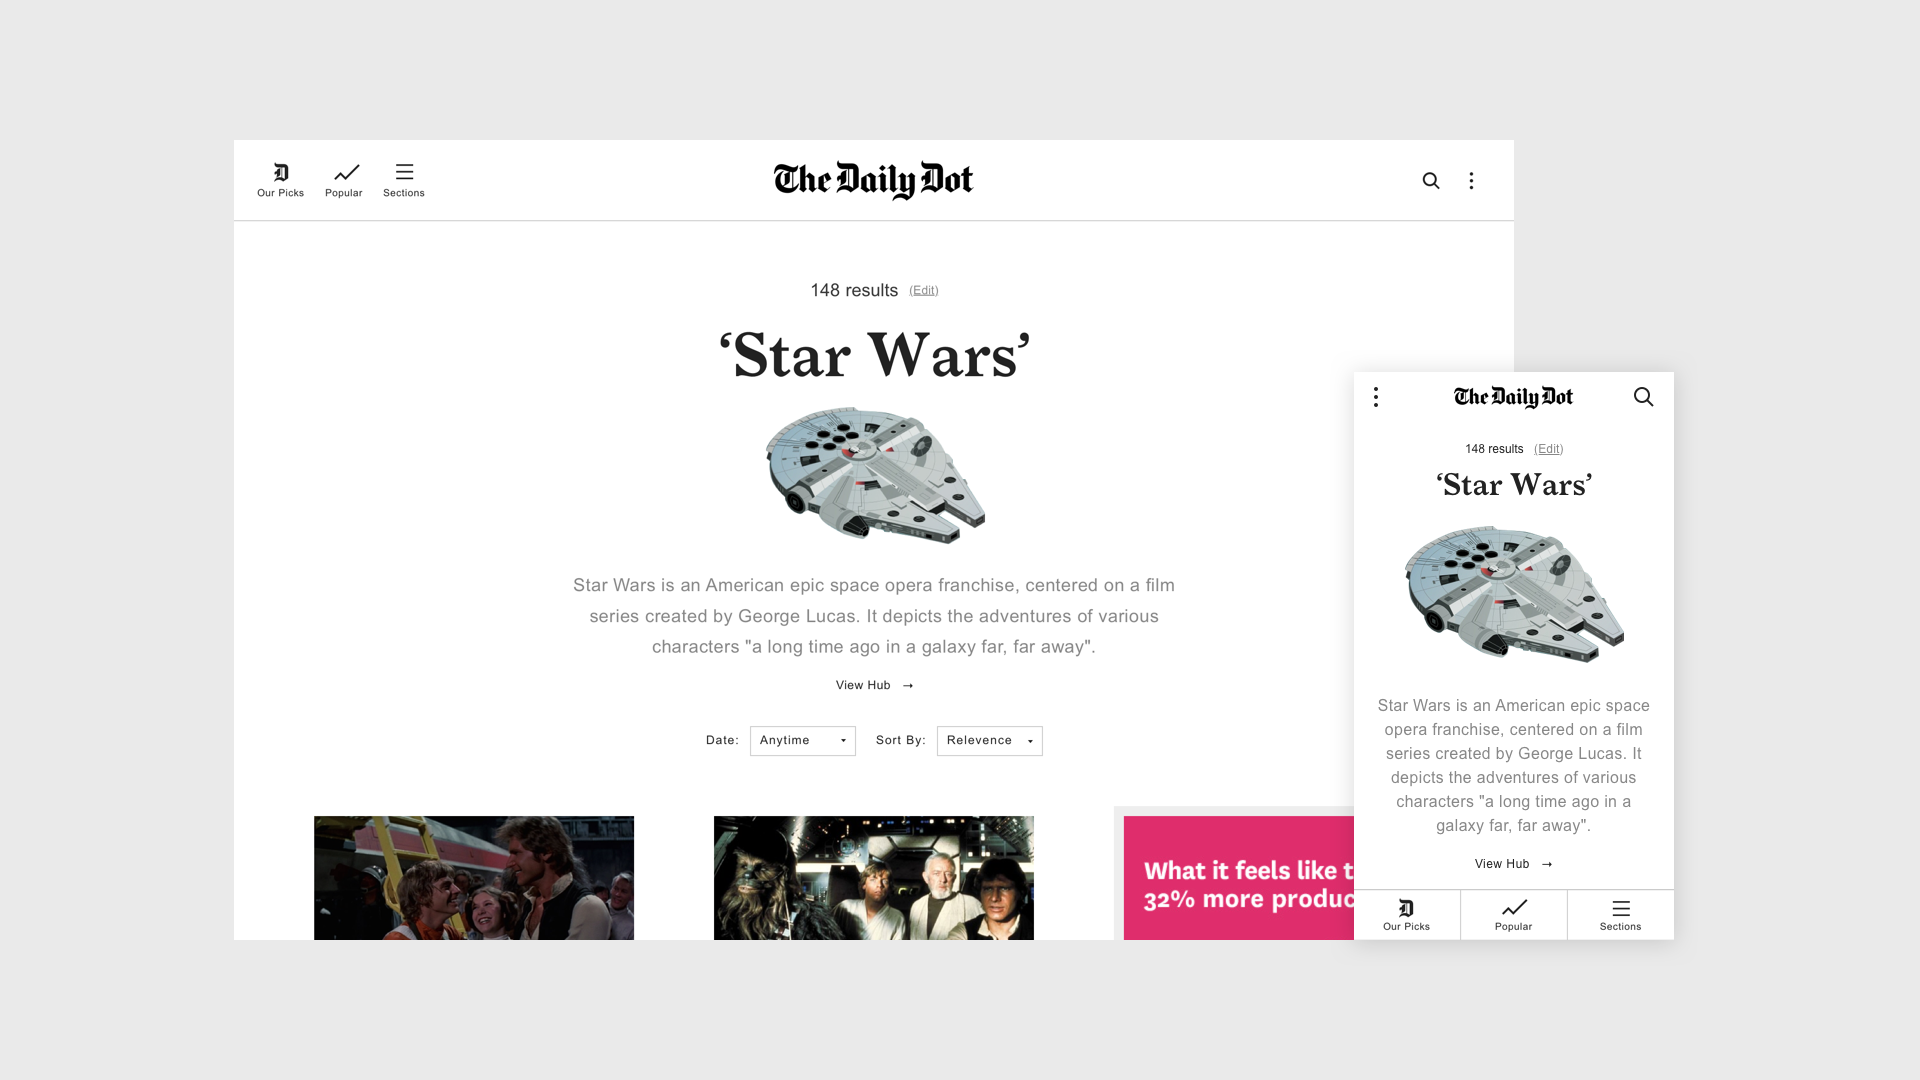 Our Picks
Popular
Sections
The Daily Dot
148 results (Edit)
‘Star Wars’
Star Wars is an American epic space opera franchise, centered on a film
series created by George Lucas. It depicts the adventures of various
characters "a long time ago in a galaxy far, far away".
View Hub →
Date: Anytime Sort By: Relevence
What it feels like t
32% more produc
The Daily Dot
148 results (Edit)
‘Star Wars’
Star Wars is an American epic space
opera franchise, centered on a film
series created by George Lucas. It
depicts the adventures of various
characters "a long time ago in a
galaxy far, far away".
View Hub →
Our Picks
Popular
Sections